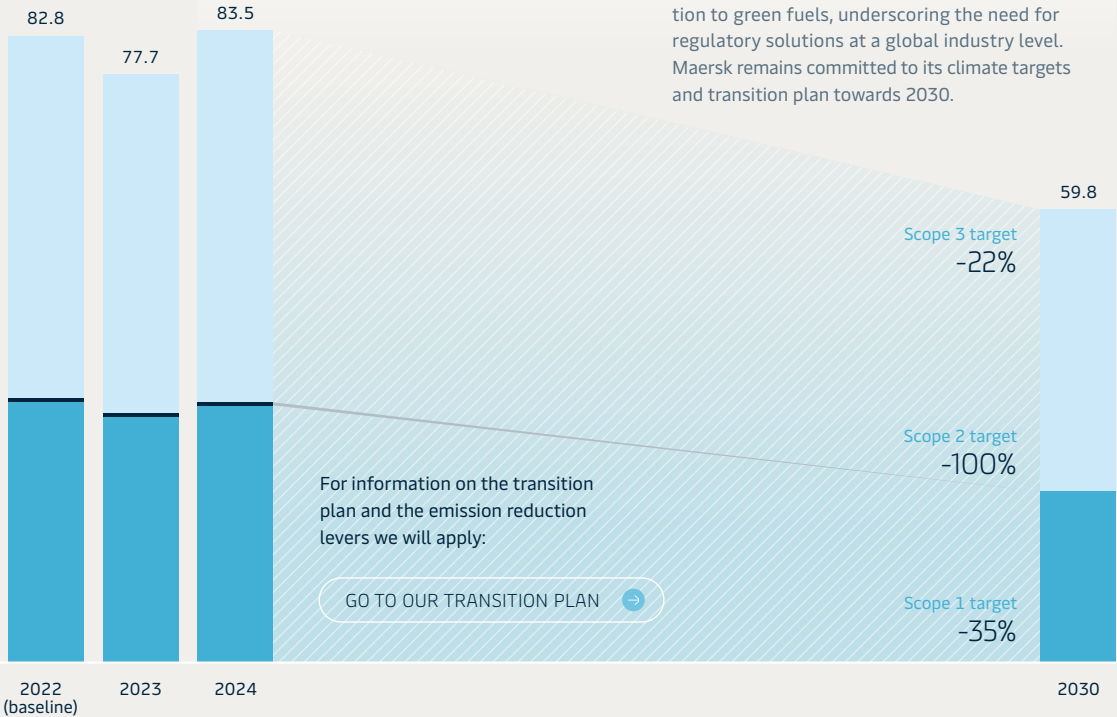 tion to green fuels, underscoring the need for
regulatory solutions at a global industry level.
Maersk remains committed to its climate targets
and transition plan towards 2030.
82.8
77.7
83.5
59.8
Scope 3 target
-22%
Scope 2 target
-100%
Scope 1 target
-35%
For information on the transition
plan and the emission reduction
levers we will apply:
GO TO OUR TRANSITION PLAN
2022
(baseline)
2023
2024
2030